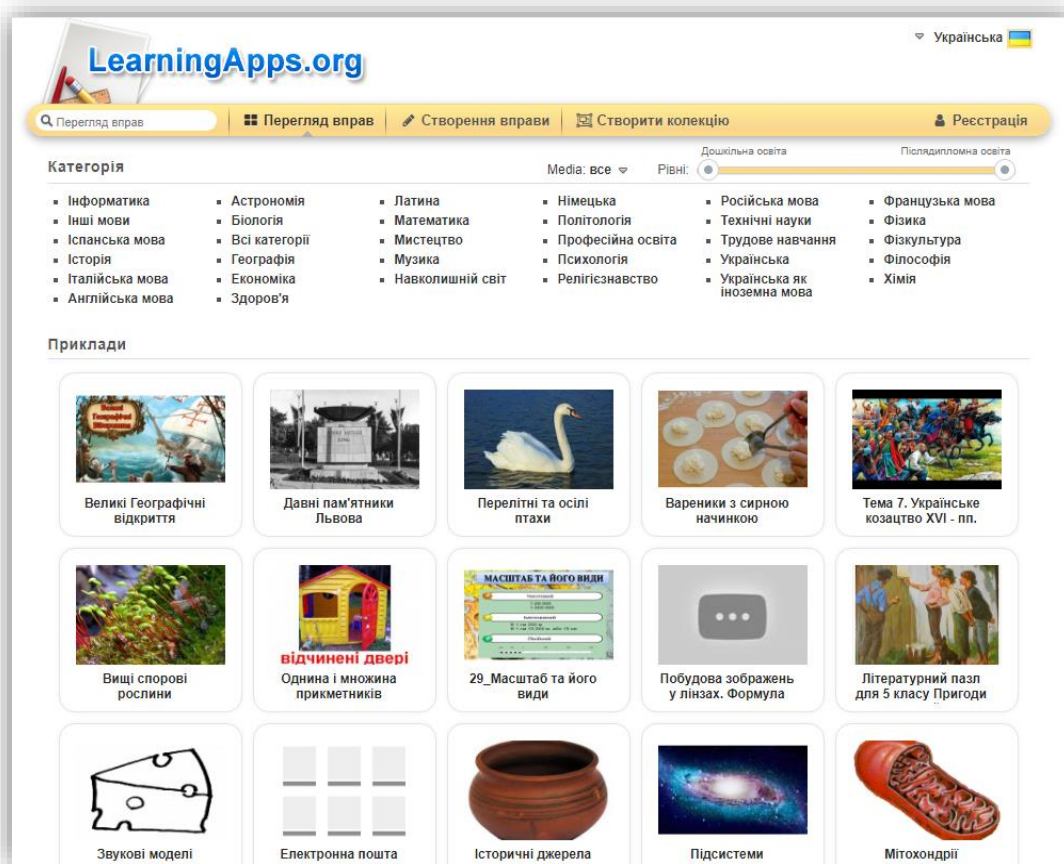 LearningApps.org
Українська
Перегляд вправ
Перегляд вправ
Створення вправи
Створити колекцію
Реєстрація
Категорія
Media: все
Рівні:
Дошкільна освіта
Післядипломна освіта
Інформатика
Інші мови
Іспанська мова
Історія
Італійська мова
Англійська мова
Астрономія
Біологія
Всі категорії
Географія
Економіка
Здоров'я
Латина
Математика
Мистецтво
Музика
Навколишній світ
Німецька
Політологія
Професійна освіта
Психологія
Релігієзнавство
Російська мова
Технічні науки
Трудове навчання
Українська
Українська як
іноземна мова
Французька мова
Фізика
Фізкультура
Філософія
Хімія
Приклади
Великі
Географічні
Відкриття
Великі Географічні
відкриття
Давні пам'ятники
Львова
Перелітні та осілі
птахи
Вареники з сирною
начинкою
Тема 7. Українське
козацтво XVI - пп.
Вищі спорові
рослини
відчинені двері
Однина і множина
прикметників
МАСШТАБ ТА ЙОГО ВИДИ
29_Масштаб та його
види
Побудова зображень
у лінзах. Формула
Літературний пазл
для 5 класу Пригоди
Звукові моделі
Електронна пошта
Історичні джерела
Підсистеми
Мітохондрії